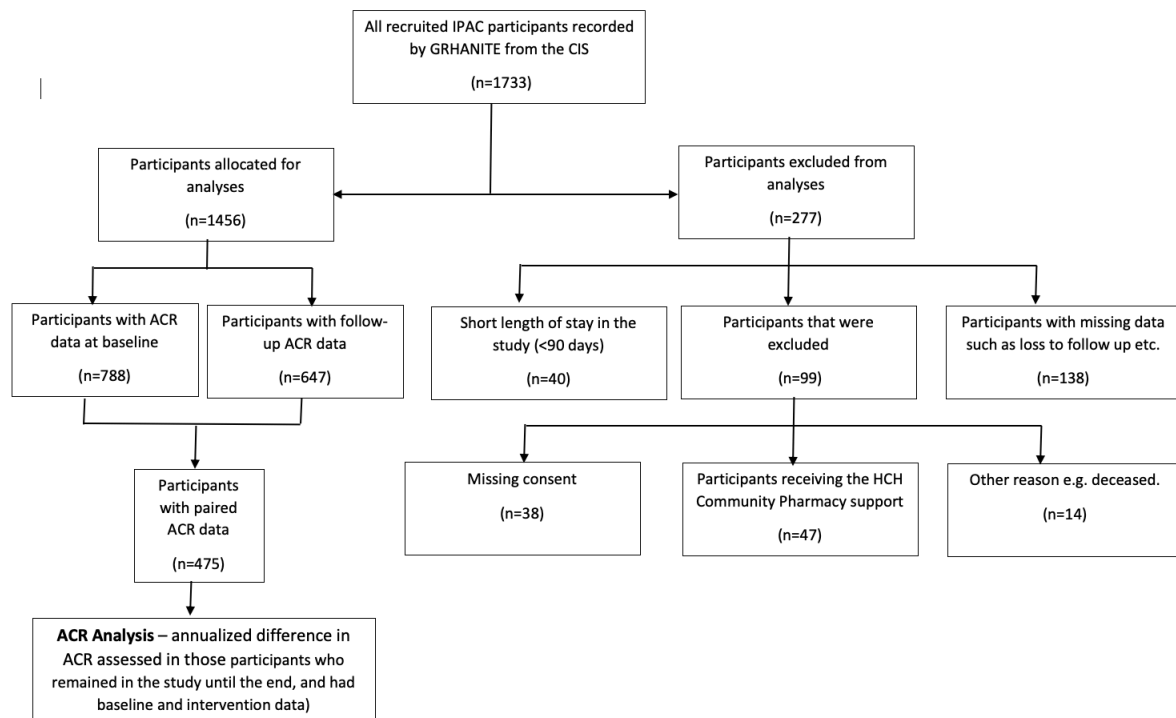 All recruited IPAC participants recorded
by GRHANITE from the CIS
(n=1733)
Participants allocated for
analyses
(n=1456)
Participants excluded from
analyses
(n=277)
Participants with ACR
data at baseline
(n=788)
Participants with follow-
up ACR data
(n=647)
Short length of stay in the
study (<90 days)
(n=40)
Participants that were
excluded
(n=99)
Participants with missing data
such as loss to follow up etc.
(n=138)
Participants
with paired
ACR data
(n=475)
Missing consent
(n=38)
Participants receiving the HCH
Community Pharmacy support
(n=47)
Other reason e.g. deceased.
(n=14)
ACR Analysis – annualized difference in
ACR assessed in those participants who
remained in the study until the end, and had
baseline and intervention data)